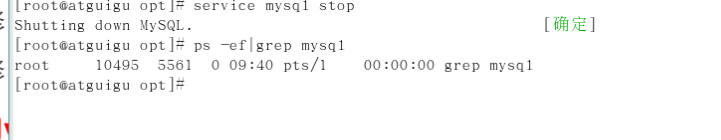 [root@atguigu opt]# service mysql stop
Shutting down MySQL. [确定]
[root@atguigu opt]# ps -ef|grep mysql
root 10495 5561 0 09:40 pts/1 00:00:00 grep mysql
[root@atguigu opt]#